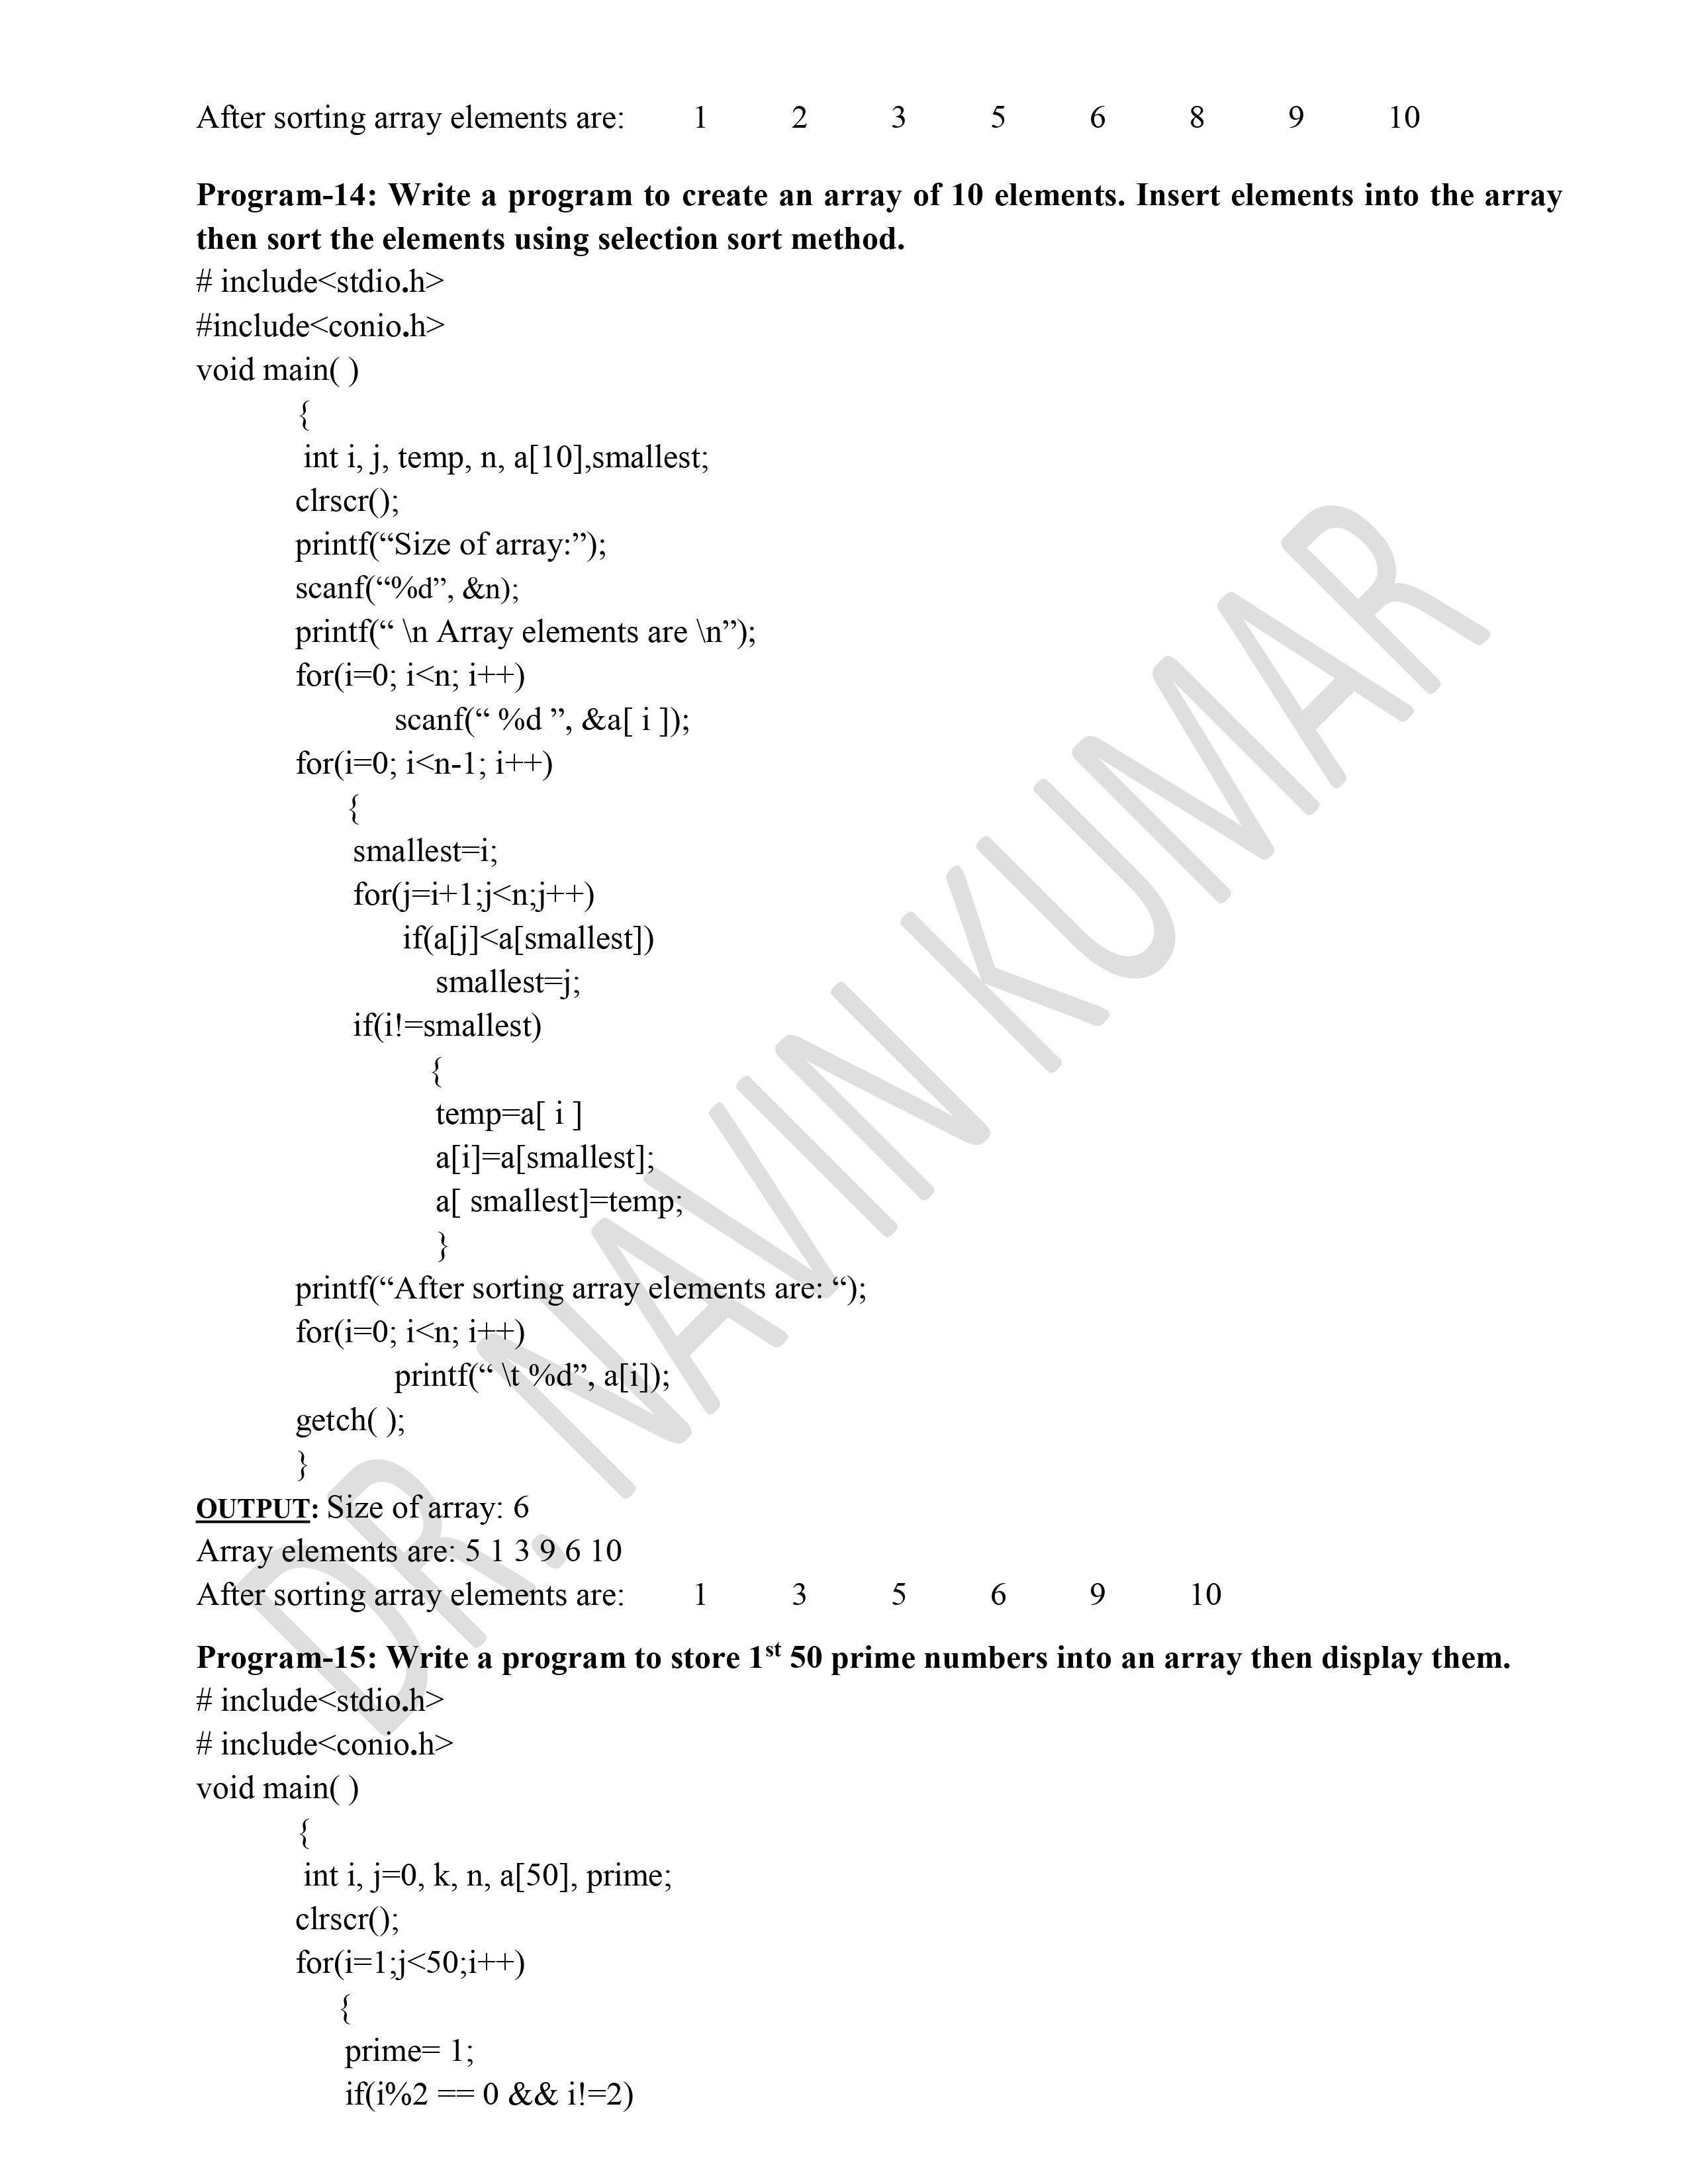 After sorting array elements are: 1 2 3 5 6 8 9 10
Program-14: Write a program to create an array of 10 elements. Insert elements into the array
then sort the elements using selection sort method.
# include<stdio.h>
#include<conio.h>
void main( )
{
int i, j, temp, n, a[10],smallest;
clrscr();
printf(“Size of array:”);
scanf(“%d”, &n);
printf(“ \n Array elements are \n”);
for(i=0; i<n; i++)
scanf(“ %d ”, &a[ i ]);
for(i=0; i<n-1; i++)
{
smallest=i;
for(j=i+1;j<n;j++)
if(a[j]<a[smallest])
smallest=j;
if(i!=smallest)
{
temp=a[ i ]
a[i]=a[smallest];
a[ smallest]=temp;
}
printf(“After sorting array elements are: “);
for(i=0; i<n; i++)
printf(“ \t %d”, a[i]);
getch( );
}
OUTPUT: Size of array: 6
Array elements are: 5 1 3 9 6 10
After sorting array elements are: 1 3 5 6 9 10
Program-15: Write a program to store 1st 50 prime numbers into an array then display them.
# include<stdio.h>
# include<conio.h>
void main( )
{
int i, j=0, k, n, a[50], prime;
clrscr();
for(i=1;j<50;i++)
{
prime= 1;
if(i%2 == 0 && i!=2)
DR. NAVIN KUMAR